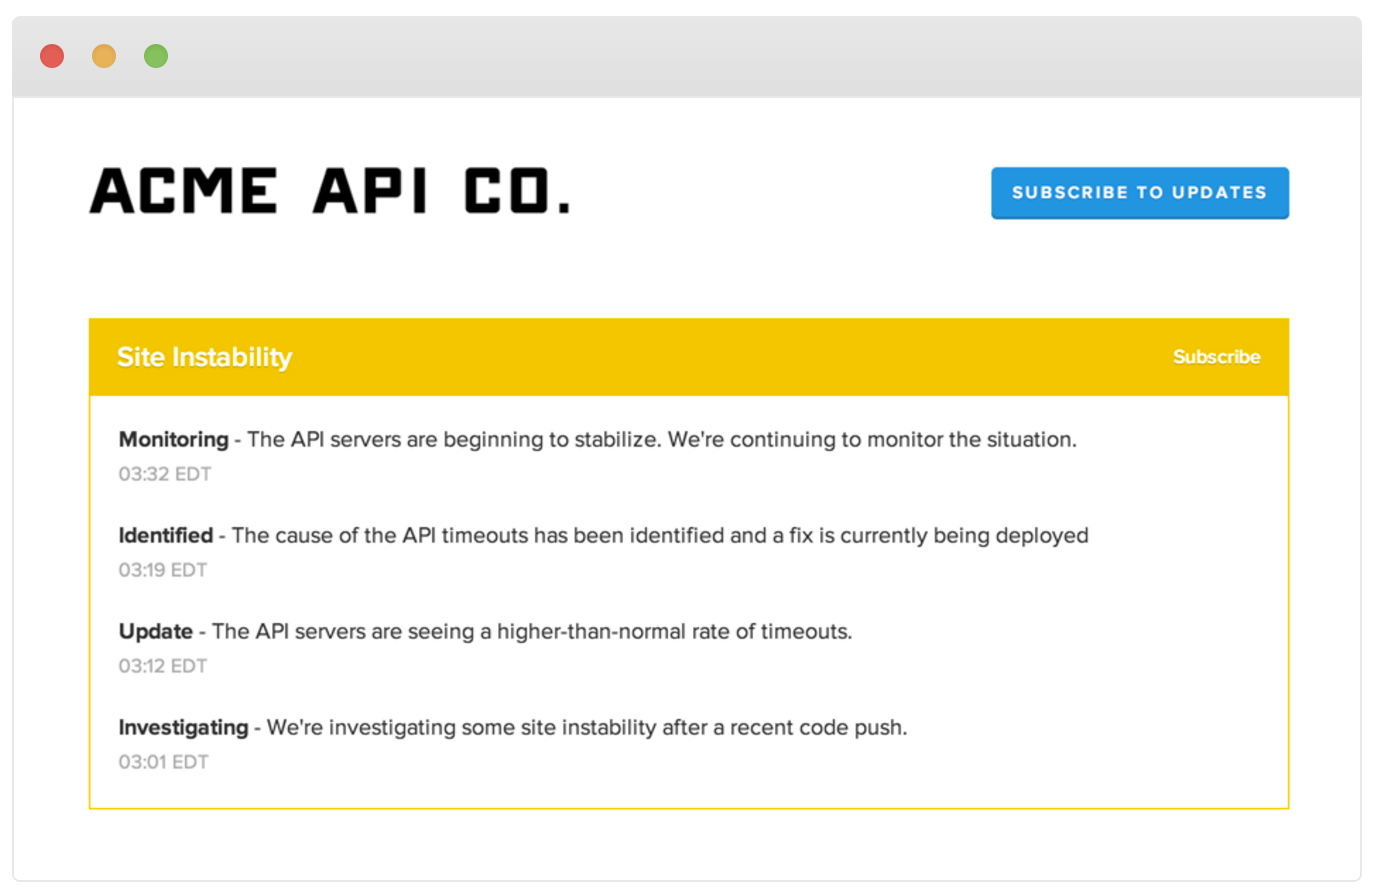 ACME API CO.
SUBSCRIBE TO UPDATES
Site Instability
Subscribe
Monitoring - The API servers are beginning to stabilize. We're continuing to monitor the situation.
03:32 EDT
Identified - The cause of the API timeouts has been identified and a fix is currently being deployed
03:19 EDT
Update - The API servers are seeing a higher-than-normal rate of timeouts.
03:12 EDT
Investigating - We're investigating some site instability after a recent code push.
03:01 EDT